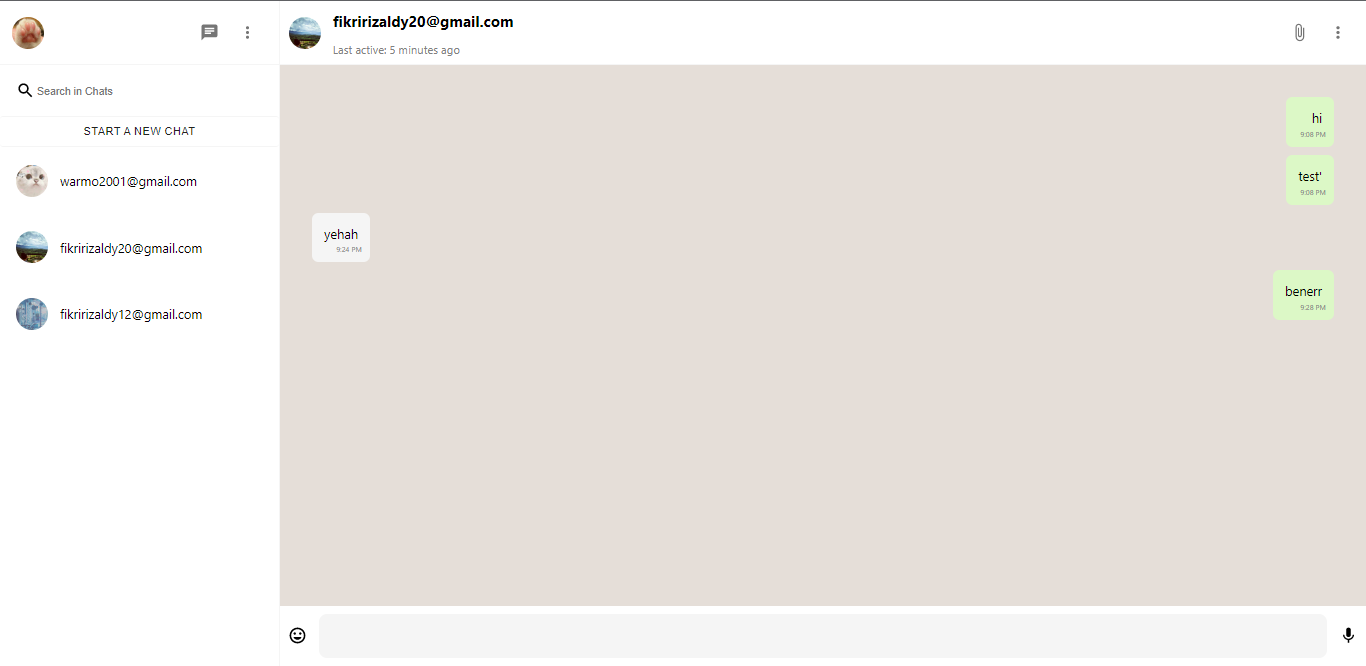 Search in Chats
START A NEW CHAT
warmo2001@gmail.com
fikririzaldy20@gmail.com
fikririzaldy12@gmail.com
fikririzaldy20@gmail.com
Last active: 5 minutes ago
hi
9:08 PM
test'
9:08 PM
yehah
9:24 PM
benerr
9:28 PM